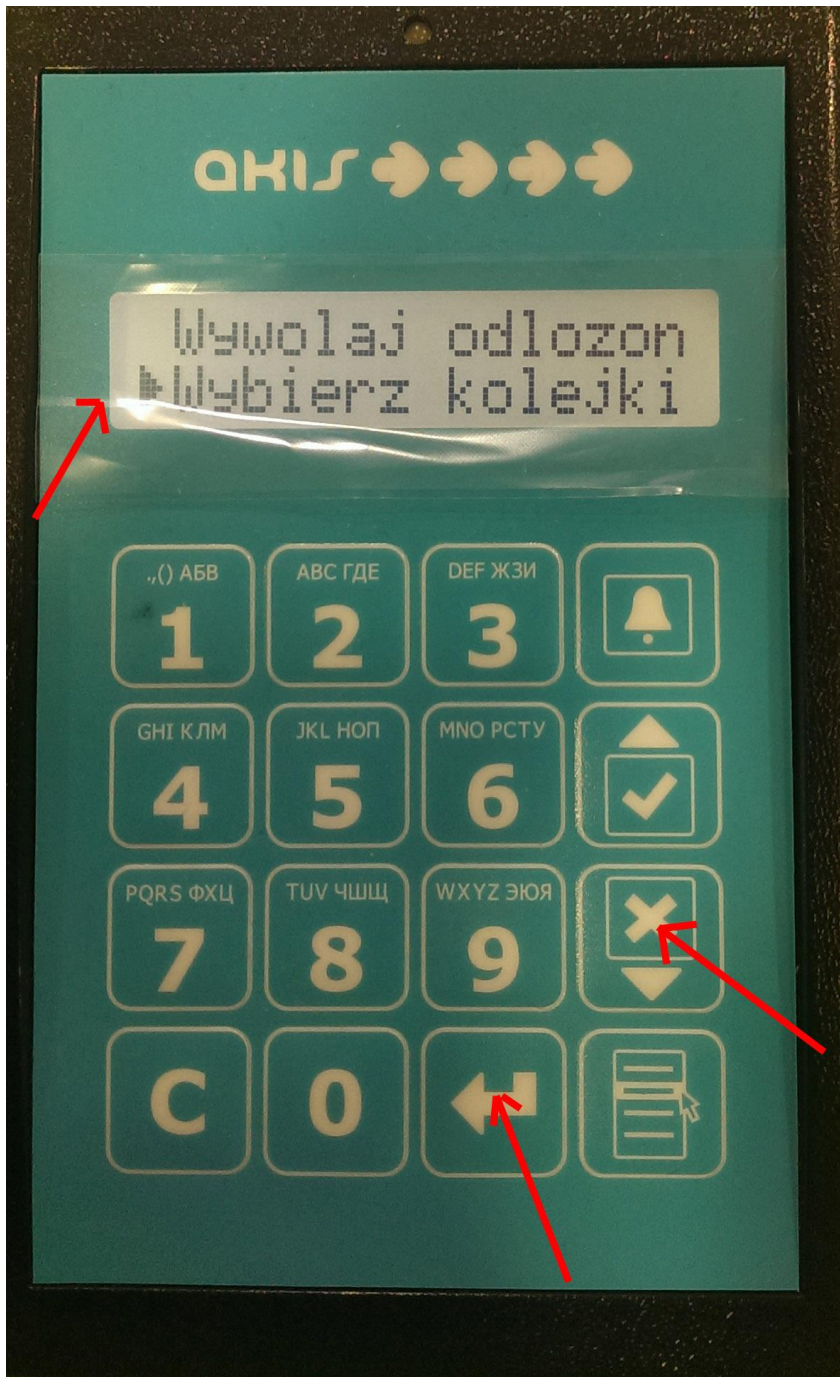 akis
Wywolaj odlozon
Wybierz kolejki
.,() АБВ
1
ABC ГДЕ
2
DEF ЖЗИ
3
GHI КЛМ
4
JKL НОП
5
MNO РСТУ
6
PQRS ФХЦ
7
TUV ЧШЩ
8
WXYZ ЭЮЯ
9
C
0